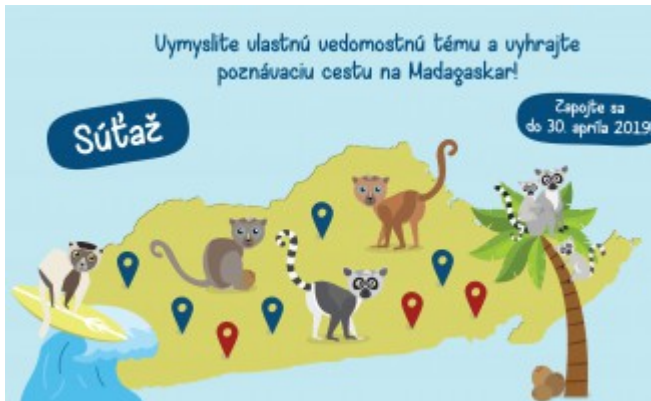 Vymyslite vlastnú vedomostnú tému a vyhrajte
poznávaciu cestu na Madagaskar!
Súťaž
Zapojte sa
do 30. apríla 2019